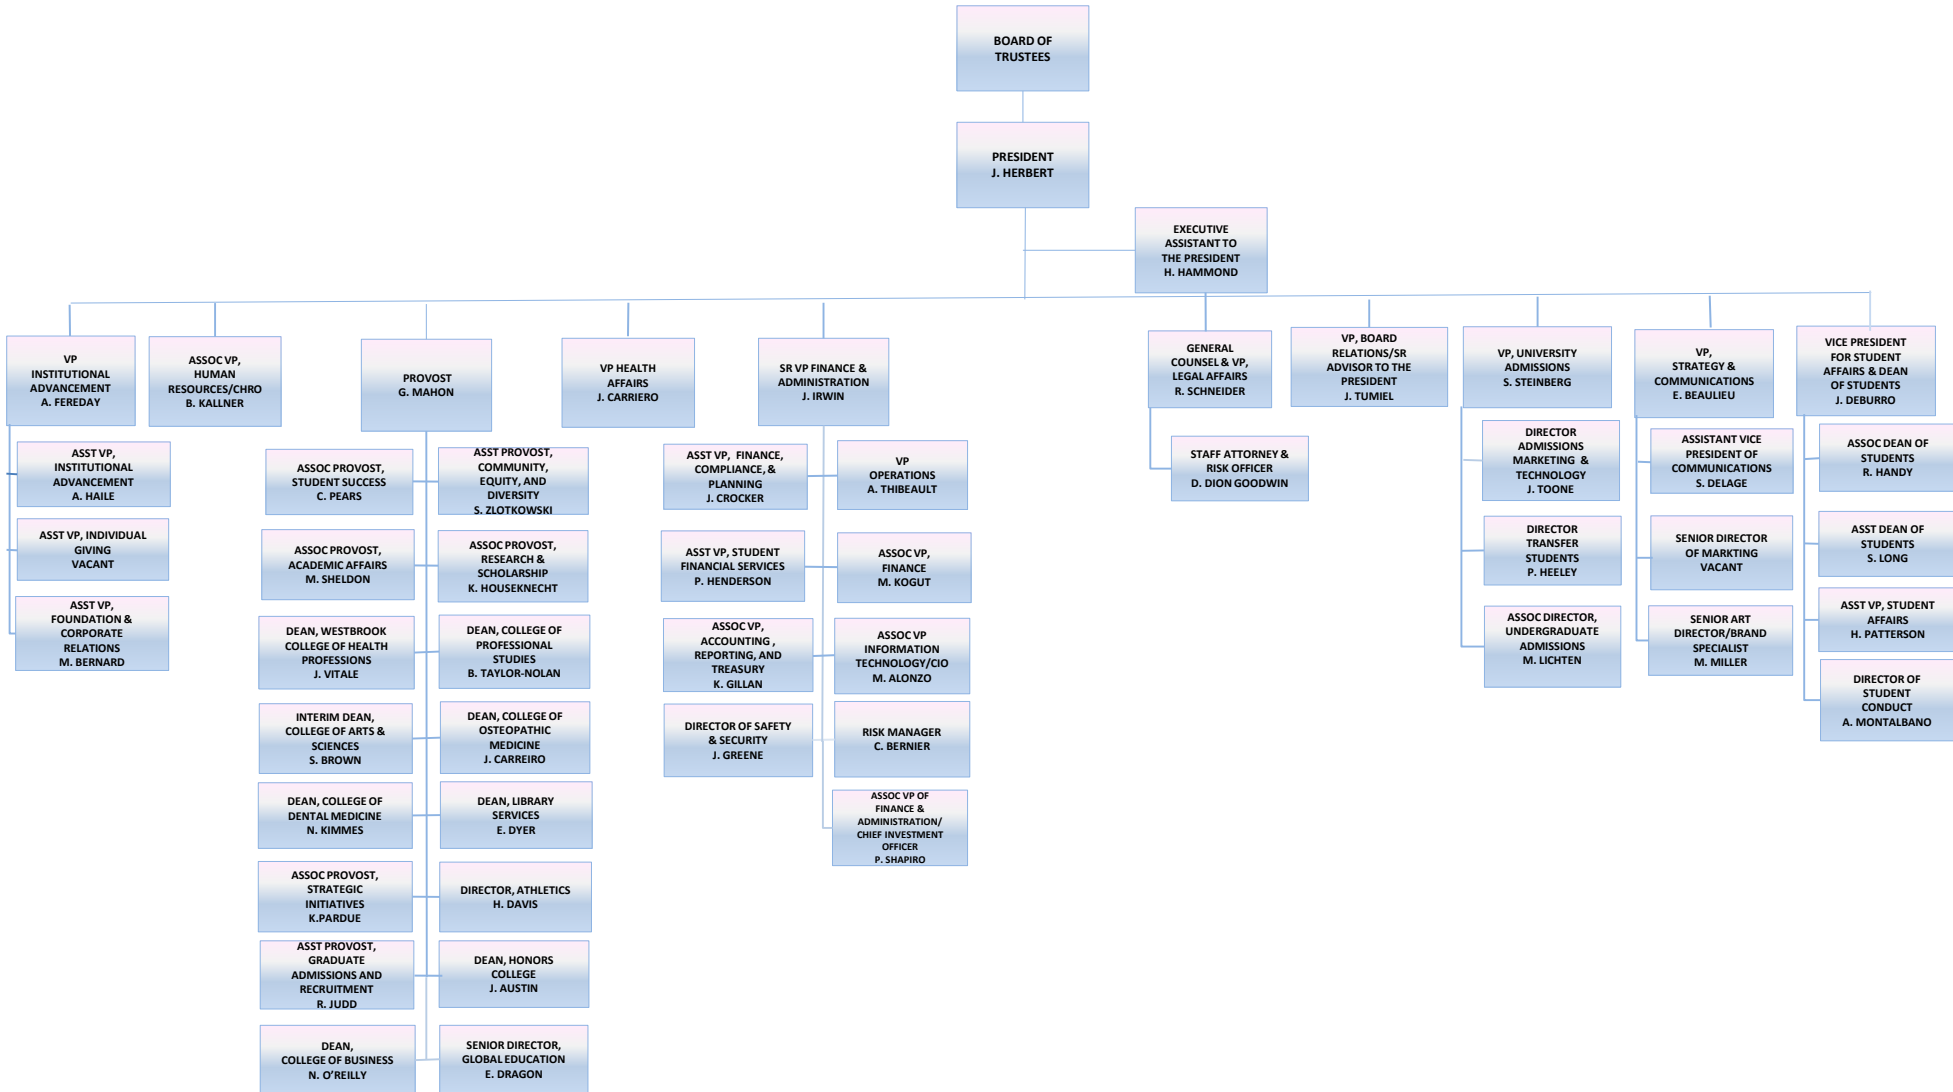 BOARD OF
TRUSTEES
PRESIDENT
J. HERBERT
EXECUTIVE
ASSISTANT TO
THE PRESIDENT
H. HAMMOND
VP
INSTITUTIONAL
ADVANCEMENT
A. FEREDAY
ASSOC VP,
HUMAN
RESOURCES/CHRO
B. KALLNER
PROVOST
G. MAHON
VP HEALTH
AFFAIRS
J. CARRIERO
SR VP FINANCE &
ADMINISTRATION
J. IRWIN
GENERAL
COUNSEL & VP,
LEGAL AFFAIRS
R. SCHNEIDER
VP, BOARD
RELATIONS/SR
ADVISOR TO THE
PRESIDENT
J. TUMIEL
VP, UNIVERSITY
ADMISSIONS
S. STEINBERG
VP,
STRATEGY &
COMMUNICATIONS
E. BEAULIEU
VICE PRESIDENT
FOR STUDENT
AFFAIRS & DEAN
OF STUDENTS
J. DEBURRO
ASST VP,
INSTITUTIONAL
ADVANCEMENT
A. HAILE
ASST VP, INDIVIDUAL
GIVING
VACANT
ASST VP,
FOUNDATION &
CORPORATE
RELATIONS
M. BERNARD
ASSOC PROVOST,
STUDENT SUCCESS
C. PEARS
ASST PROVOST,
COMMUNITY,
EQUITY, AND
DIVERSITY
S. ZLOTKOWSKI
ASSOC PROVOST,
ACADEMIC AFFAIRS
M. SHELDON
ASSOC PROVOST,
RESEARCH &
SCHOLARSHIP
K. HOUSEKNECHT
DEAN, WESTBROOK
COLLEGE OF HEALTH
PROFESSIONS
J. VITALE
DEAN, COLLEGE OF
PROFESSIONAL
STUDIES
B. TAYLOR-NOLAN
INTERIM DEAN,
COLLEGE OF ARTS &
SCIENCES
S. BROWN
DEAN, COLLEGE OF
OSTEOPATHIC
MEDICINE
J. CARREIRO
DEAN, COLLEGE OF
DENTAL MEDICINE
N. KIMMES
DEAN, LIBRARY
SERVICES
E. DYER
ASSOC PROVOST,
STRATEGIC
INITIATIVES
K.PARDUE
DIRECTOR, ATHLETICS
H. DAVIS
ASST PROVOST,
GRADUATE
ADMISSIONS AND
RECRUITMENT
R. JUDD
DEAN, HONORS
COLLEGE
J. AUSTIN
DEAN,
COLLEGE OF BUSINESS
N. O’REILLY
SENIOR DIRECTOR,
GLOBAL EDUCATION
E. DRAGON
ASST VP, FINANCE,
COMPLIANCE, &
PLANNING
J. CROCKER
VP
OPERATIONS
A. THIBEAULT
ASST VP, STUDENT
FINANCIAL SERVICES
P. HENDERSON
ASSOC VP,
FINANCE
M. KOGUT
ASSOC VP,
ACCOUNTING ,
REPORTING, AND
TREASURY
K. GILLAN
ASSOC VP
INFORMATION
TECHNOLOGY/CIO
M. ALONZO
DIRECTOR OF SAFETY
& SECURITY
J. GREENE
RISK MANAGER
C. BERNIER
ASSOC VP OF
FINANCE &
ADMINISTRATION/
CHIEF INVESTMENT
OFFICER
P. SHAPIRO
STAFF ATTORNEY &
RISK OFFICER
D. DION GOODWIN
DIRECTOR
ADMISSIONS
MARKETING &
TECHNOLOGY
J. TOONE
DIRECTOR
TRANSFER
STUDENTS
P. HEELEY
ASSOC DIRECTOR,
UNDERGRADUATE
ADMISSIONS
M. LICHTEN
ASSISTANT VICE
PRESIDENT OF
COMMUNICATIONS
S. DELAGE
SENIOR DIRECTOR
OF MARKTING
VACANT
SENIOR ART
DIRECTOR/BRAND
SPECIALIST
M. MILLER
ASSOC DEAN OF
STUDENTS
R. HANDY
ASST DEAN OF
STUDENTS
S. LONG
ASST VP, STUDENT
AFFAIRS
H. PATTERSON
DIRECTOR OF
STUDENT
CONDUCT
A. MONTALBANO